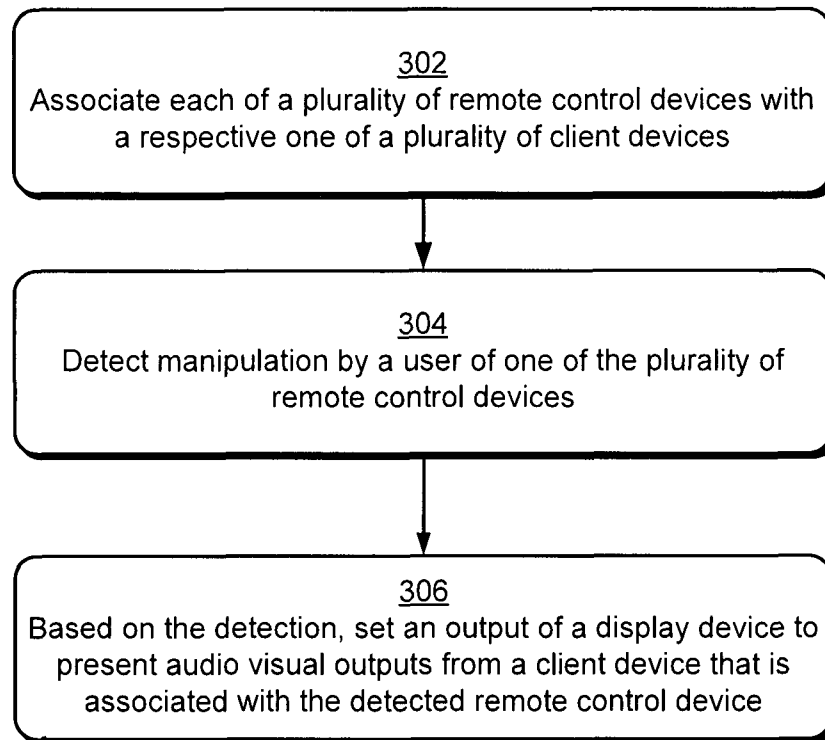 302
Associate each of a plurality of remote control devices with
a respective one of a plurality of client devices
304
Detect manipulation by a user of one of the plurality of
remote control devices
306
Based on the detection, set an output of a display device to
present audio visual outputs from a client device that is
associated with the detected remote control device